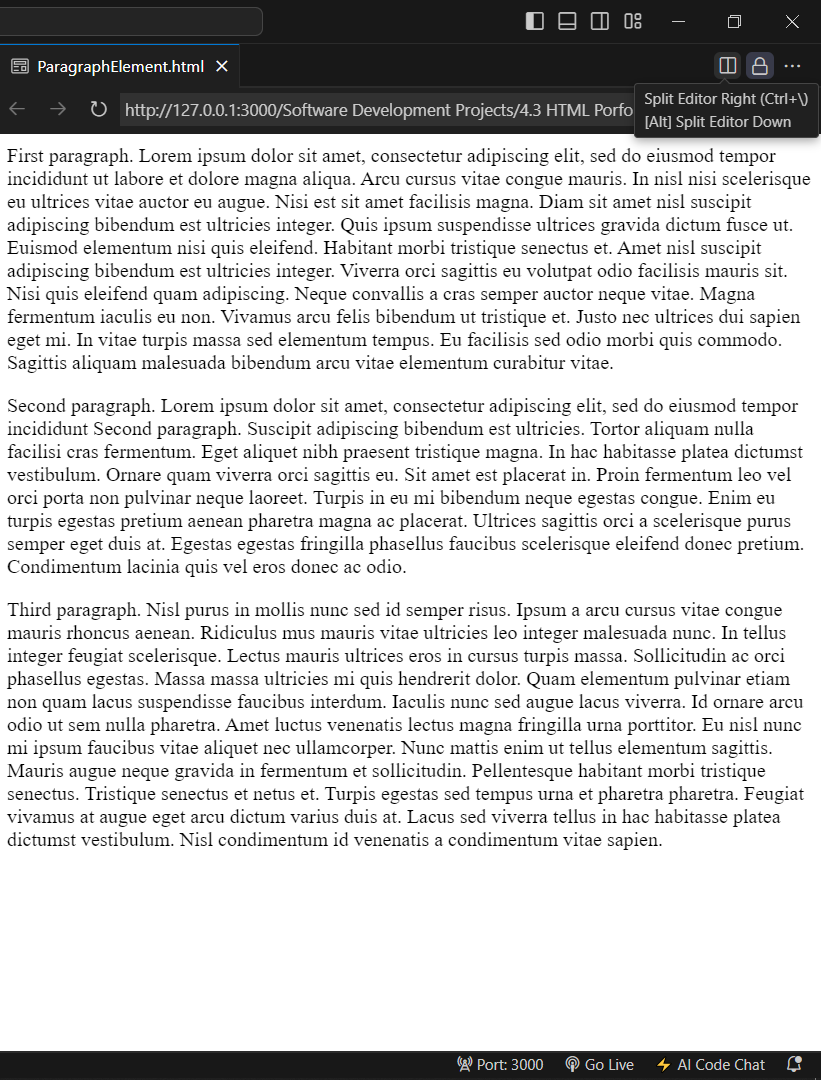 ParagraphElement.html
http://127.0.0.1:3000/Software Development Projects/4.3 HTML Porfo
Split Editor Right (Ctrl+\)
[Alt] Split Editor Down
First paragraph. Lorem ipsum dolor sit amet, consectetur adipiscing elit, sed do eiusmod tempor
incididunt ut labore et dolore magna aliqua. Arcu cursus vitae congue mauris. In nisl nisi scelerisque
eu ultrices vitae auctor eu augue. Nisi est sit amet facilisis magna. Diam sit amet nisl suscipit
adipiscing bibendum est ultricies integer. Quis ipsum suspendisse ultrices gravida dictum fusce ut.
Euismod elementum nisi quis eleifend. Habitant morbi tristique senectus et. Amet nisl suscipit
adipiscing bibendum est ultricies integer. Viverra orci sagittis eu volutpat odio facilisis mauris sit.
Nisi quis eleifend quam adipiscing. Neque convallis a cras semper auctor neque vitae. Magna
fermentum iaculis eu non. Vivamus arcu felis bibendum ut tristique et. Justo nec ultrices dui sapien
eget mi. In vitae turpis massa sed elementum tempus. Eu facilisis sed odio morbi quis commodo.
Sagittis aliquam malesuada bibendum arcu vitae elementum curabitur vitae.
Second paragraph. Lorem ipsum dolor sit amet, consectetur adipiscing elit, sed do eiusmod tempor
incididunt Second paragraph. Suscipit adipiscing bibendum est ultricies. Tortor aliquam nulla
facilisi cras fermentum. Eget aliquet nibh praesent tristique magna. In hac habitasse platea dictumst
vestibulum. Ornare quam viverra orci sagittis eu. Sit amet est placerat in. Proin fermentum leo vel
orci porta non pulvinar neque laoreet. Turpis in eu mi bibendum neque egestas congue. Enim eu
turpis egestas pretium aenean pharetra magna ac placerat. Ultrices sagittis orci a scelerisque purus
semper eget duis at. Egestas egestas fringilla phasellus faucibus scelerisque eleifend donec pretium.
Condimentum lacinia quis vel eros donec ac odio.
Third paragraph. Nisl purus in mollis nunc sed id semper risus. Ipsum a arcu cursus vitae congue
mauris rhoncus aenean. Ridiculus mus mauris vitae ultricies leo integer malesuada nunc. In tellus
integer feugiat scelerisque. Lectus mauris ultrices eros in cursus turpis massa. Sollicitudin ac orci
phasellus egestas. Massa massa ultricies mi quis hendrerit dolor. Quam elementum pulvinar etiam
non quam lacus suspendisse faucibus interdum. Iaculis nunc sed augue lacus viverra. Id ornare arcu
odio ut sem nulla pharetra. Amet luctus venenatis lectus magna fringilla urna porttitor. Eu nisl nunc
mi ipsum faucibus vitae aliquet nec ullamcorper. Nunc mattis enim ut tellus elementum sagittis.
Mauris augue neque gravida in fermentum et sollicitudin. Pellentesque habitant morbi tristique
senectus. Tristique senectus et netus et. Turpis egestas sed tempus urna et pharetra pharetra. Feugiat
vivamus at augue eget arcu dictum varius duis at. Lacus sed viverra tellus in hac habitasse platea
dictumst vestibulum. Nisl condimentum id venenatis a condimentum vitae sapien.
Port: 3000 Go Live AI Code Chat